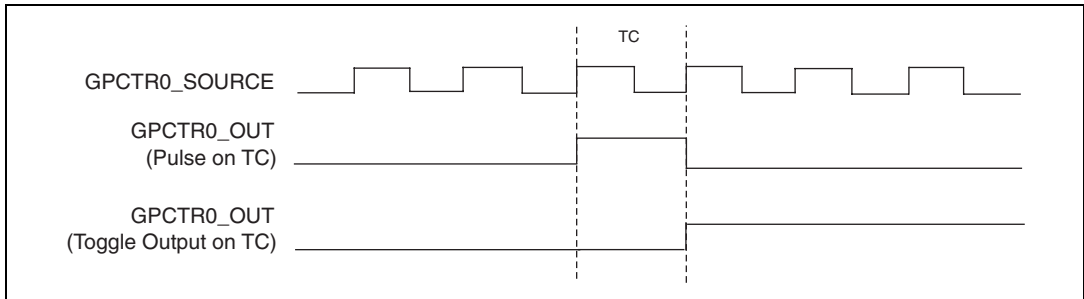 TC
GPCTR0_SOURCE
GPCTR0_OUT
(Pulse on TC)
GPCTR0_OUT
(Toggle Output on TC)